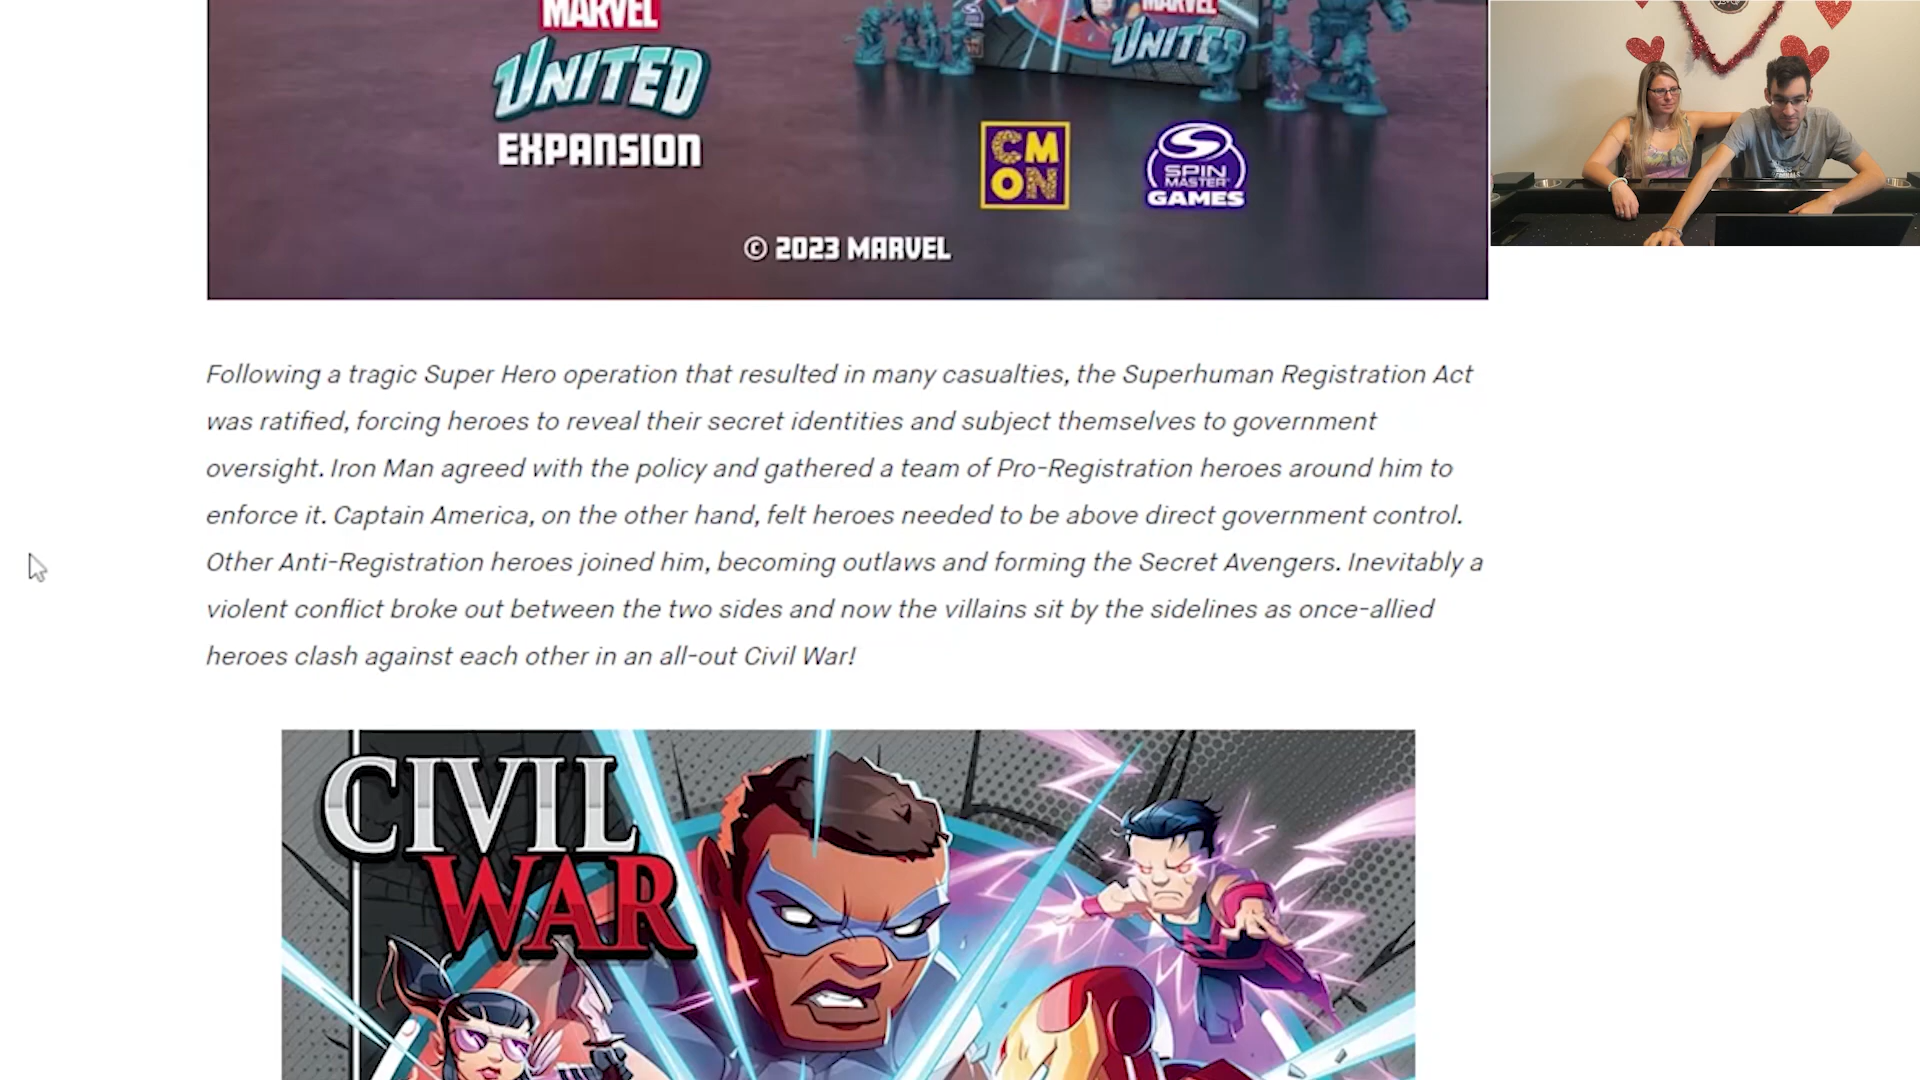 MARVEL
UNITED
EXPANSION
MARVEL
UNITED
CMON
SPIN
MASTER
GAMES
© 2023 MARVEL
Following a tragic Super Hero operation that resulted in many casualties, the Superhuman Registration Act
was ratified, forcing heroes to reveal their secret identities and subject themselves to government
oversight. Iron Man agreed with the policy and gathered a team of Pro-Registration heroes around him to
enforce it. Captain America, on the other hand, felt heroes needed to be above direct government control.
Other Anti-Registration heroes joined him, becoming outlaws and forming the Secret Avengers. Inevitably a
violent conflict broke out between the two sides and now the villains sit by the sidelines as once-allied
heroes clash against each other in an all-out Civil War!
CIVIL
WAR